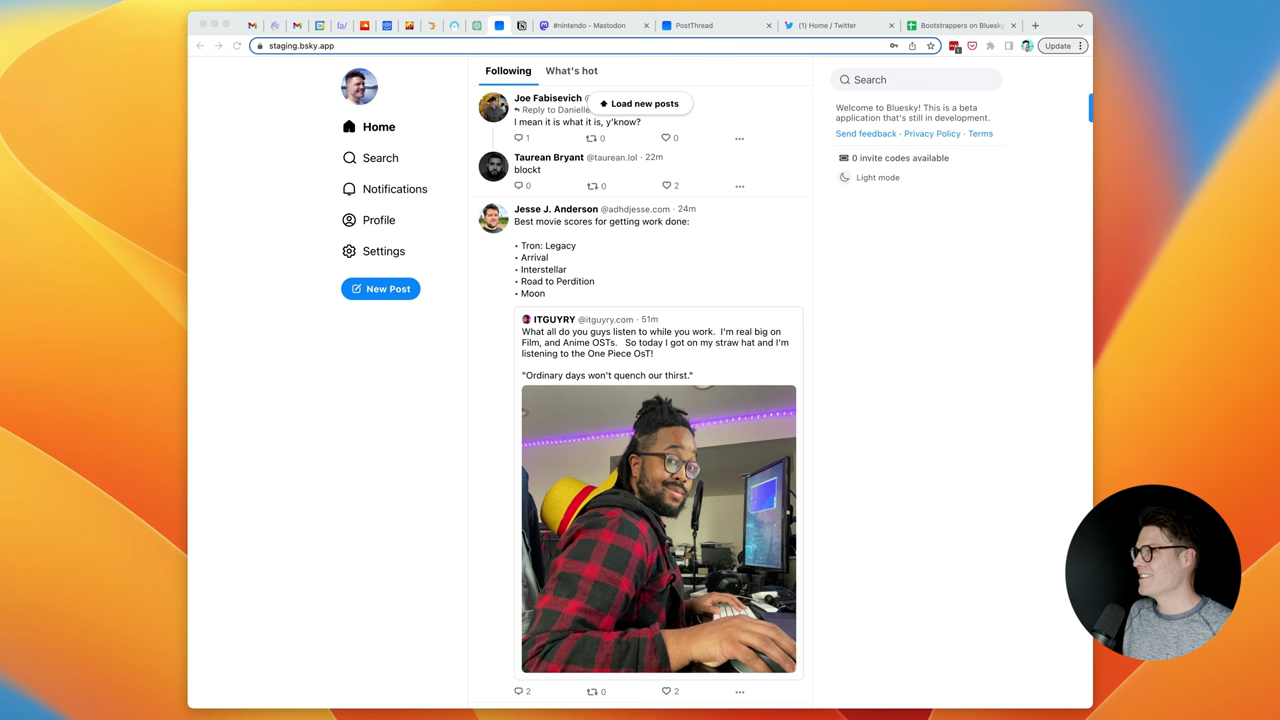 #nintendo - Mastodon
PostThread
(1) Home / Twitter
Bootstrappers on Bluesky
staging.bsky.app
Update
Home
Search
Notifications
Profile
Settings
New Post
Following
What's hot
Load new posts
Joe Fabisevich @
Reply to Danielle
I mean it is what it is, y'know?
1
0
0
Taurean Bryant @taurean.lol · 22m
blockt
0
0
2
Jesse J. Anderson @adhdjesse.com · 24m
Best movie scores for getting work done:
• Tron: Legacy
• Arrival
• Interstellar
• Road to Perdition
• Moon
ITGUYRY @itguyry.com · 51m
What all do you guys listen to while you work. I'm real big on
Film, and Anime OSTs. So today I got on my straw hat and I'm
listening to the One Piece OsT!
"Ordinary days won't quench our thirst."
2
0
2
Search
Welcome to Bluesky! This is a beta
application that's still in development.
Send feedback · Privacy Policy · Terms
0 invite codes available
Light mode